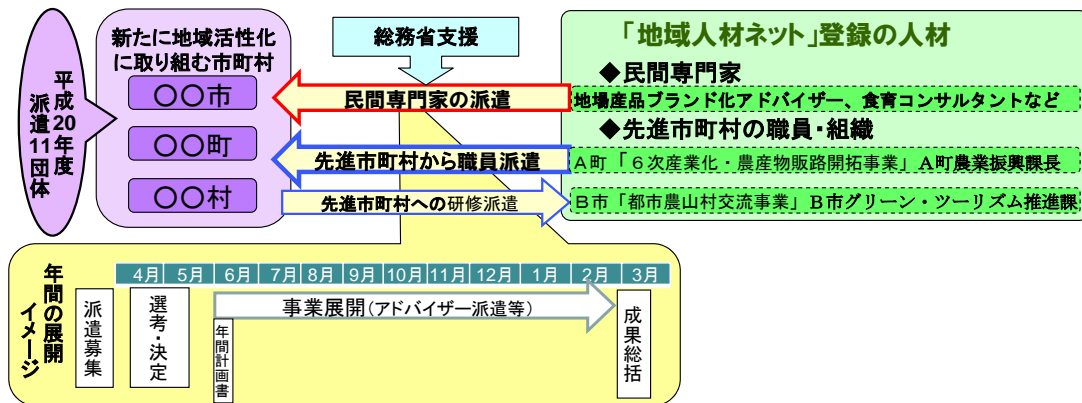 平成20年度
派遣11団体
新たに地域活性化
に取り組む市町村
〇〇市
〇〇町
〇〇村
総務省支援
民間専門家の派遣
先進市町村から職員派遣
先進市町村への研修派遣
「地域人材ネット」登録の人材
◆民間専門家
地場産品ブランド化アドバイザー、食育コンサルタントなど
◆先進市町村の職員・組織
A町「6次産業化・農産物販路開拓事業」A町農業振興課長
B市「都市農山村交流事業」B市グリーン・ツーリズム推進課
年間の展開
イメージ
4月 5月 6月 7月 8月 9月 10月 11月 12月 1月 2月 3月
派遣募集
選考・決定
年間計画書
事業展開(アドバイザー派遣等)
成果総括